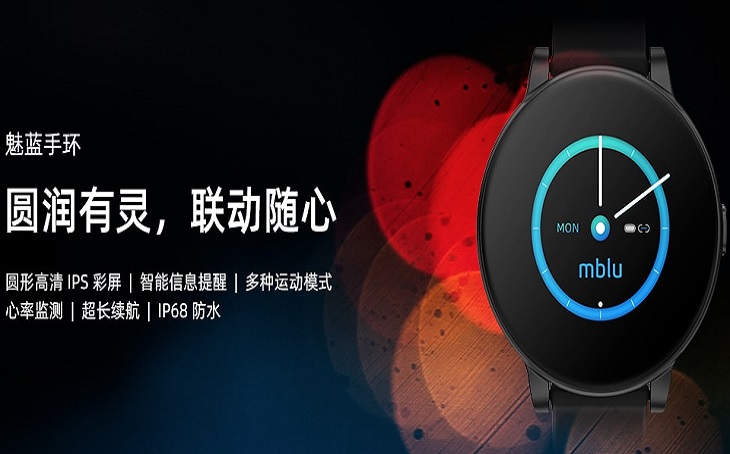 魅蓝手环
圆润有灵，联动随心
圆形高清 IPS 彩屏 | 智能信息提醒 | 多种运动模式
心率监测 | 超长续航 | IP68 防水
MON
mblu